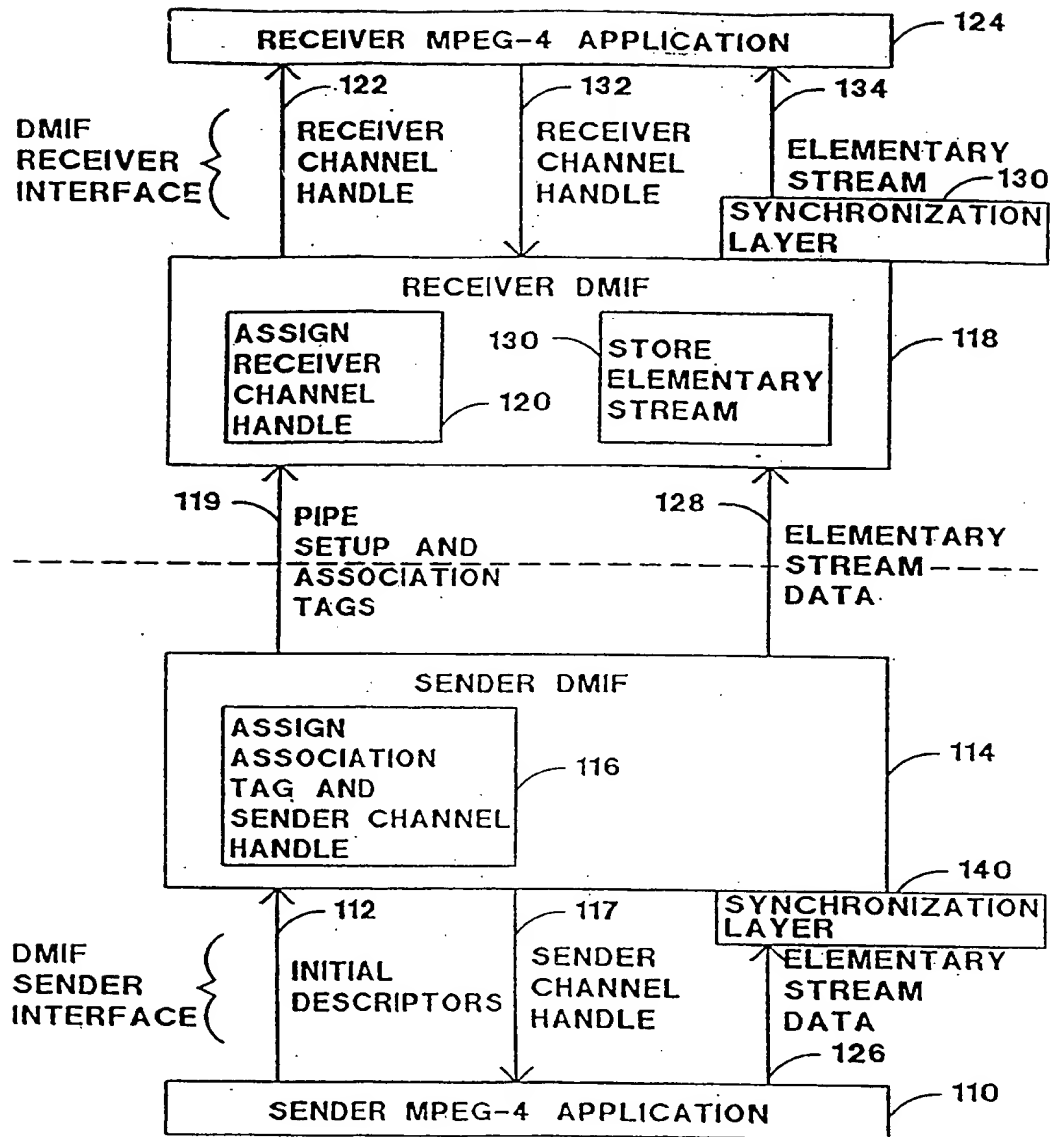 RECEIVER MPEG-4 APPLICATION
124
122
132
134
DMIF
RECEIVER
INTERFACE
RECEIVER
CHANNEL
HANDLE
RECEIVER
CHANNEL
HANDLE
ELEMENTARY
STREAM
130
SYNCHRONIZATION
LAYER
RECEIVER DMIF
ASSIGN
RECEIVER
CHANNEL
HANDLE
120
130
STORE
ELEMENTARY
STREAM
118
119
PIPE
SETUP AND
ASSOCIATION
TAGS
128
ELEMENTARY
STREAM
DATA
SENDER DMIF
ASSIGN
ASSOCIATION
TAG AND
SENDER CHANNEL
HANDLE
116
114
140
SYNCHRONIZATION
LAYER
112
117
DMIF
SENDER
INTERFACE
INITIAL
DESCRIPTORS
SENDER
CHANNEL
HANDLE
ELEMENTARY
STREAM
DATA
126
SENDER MPEG-4 APPLICATION
110